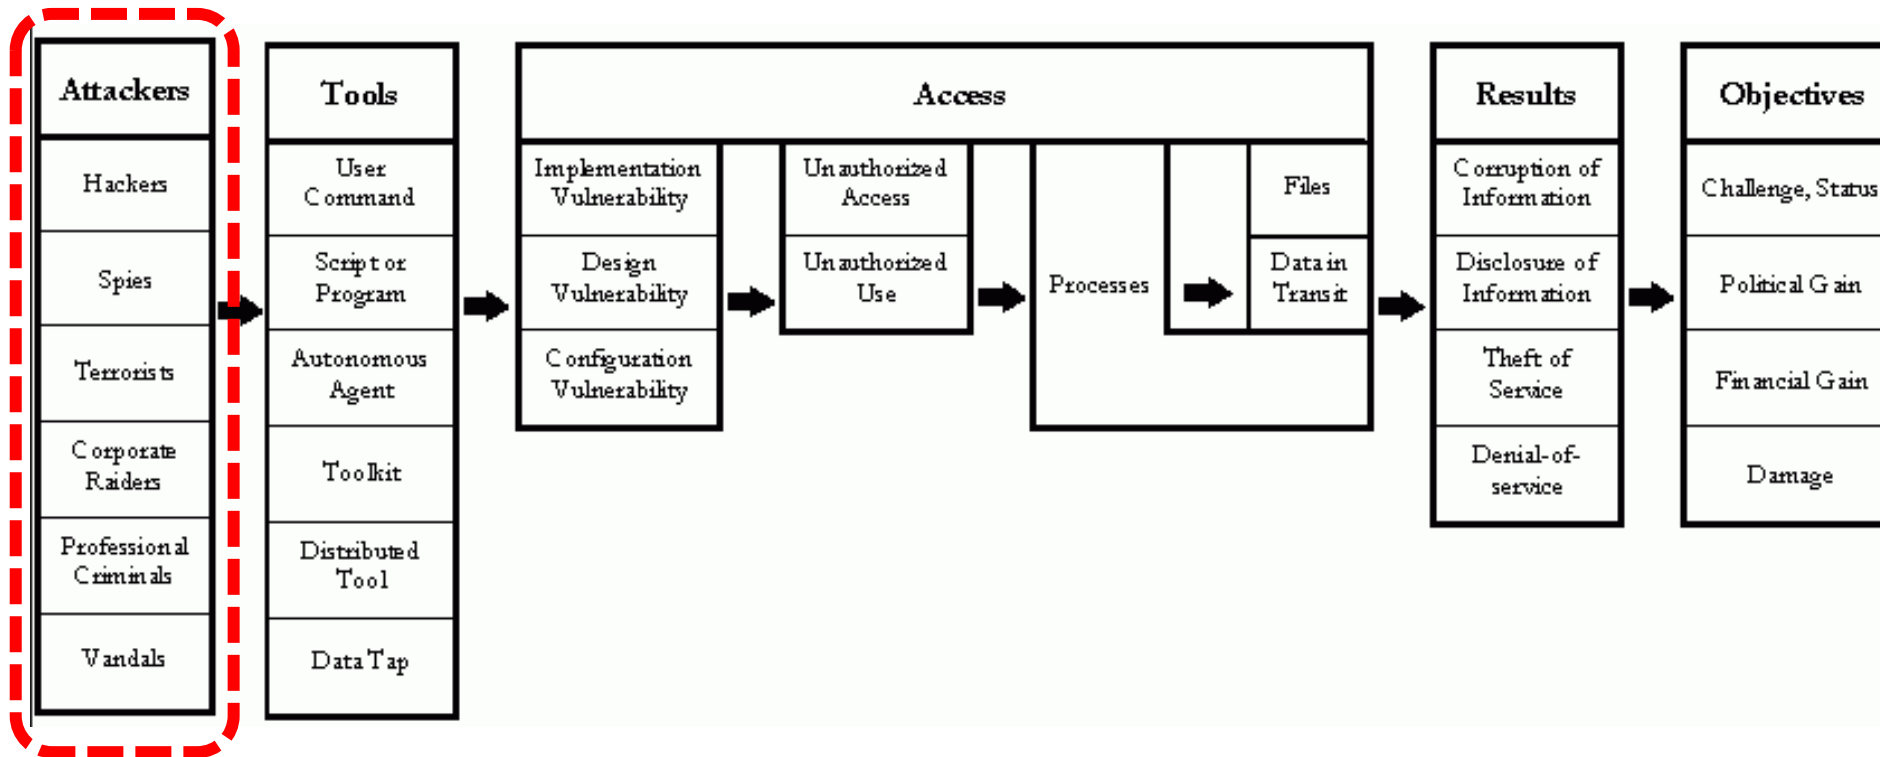 Attackers
Hackers
Spies
Terrorists
Corporate
Raiders
Professional
Criminals
Vandals
Tools
User
Command
Script or
Program
Autonomous
Agent
Toolkit
Distributed
Tool
Data Tap
Access
Implementation
Vulnerability
Design
Vulnerability
Configuration
Vulnerability
Unauthorized
Access
Unauthorized
Use
Processes
Files
Data in
Transit
Results
Corruption of
Information
Disclosure of
Information
Theft of
Service
Denial-of-
service
Objectives
Challenge, Status
Political Gain
Financial Gain
Damage